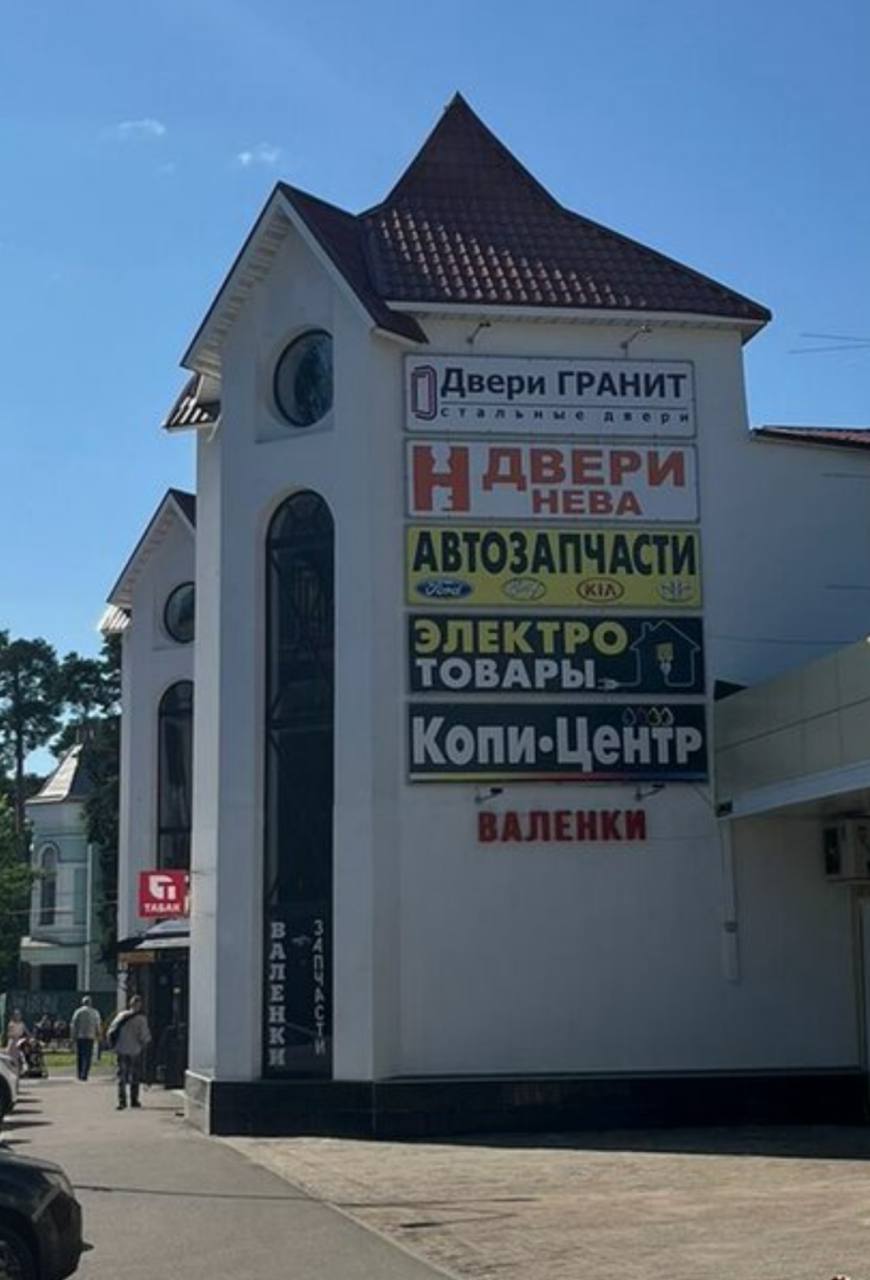 Двери ГРАНИТ
стальные двери
ДВЕРИ
НЕВА
АВТОЗАПЧАСТИ
Ford
KIA
ЭЛЕКТРО
ТОВАРЫ
Копи•Центр
ВАЛЕНКИ
ТАБАК
ВАЛЕНКИ
ЗАПЧАСТИ